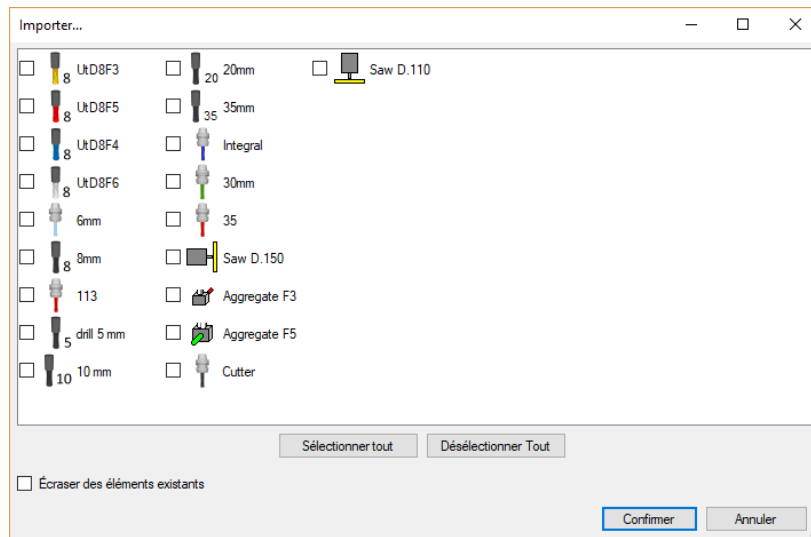 Importer...
8 UtD8F3
8 UtD8F5
8 UtD8F4
8 UtD8F6
6mm
8 8mm
113
5 drill 5 mm
10 10 mm
20 20mm
35 35mm
Integral
30mm
35
Saw D.150
Aggregate F3
Aggregate F5
Cutter
Saw D.110
Sélectionner tout
Désélectionner Tout
Écraser des éléments existants
Confirmer
Annuler